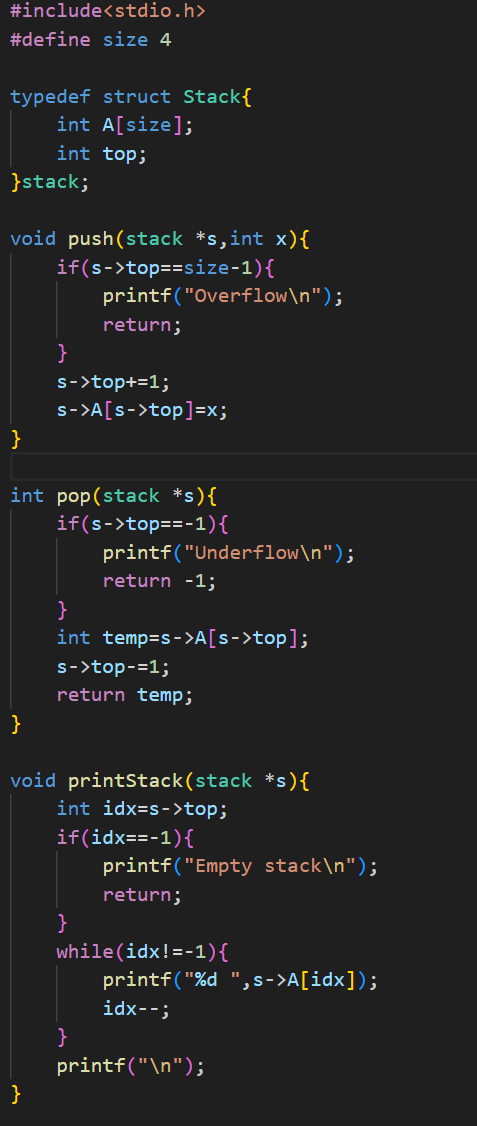 #include<stdio.h>
#define size 4

typedef struct Stack{
    int A[size];
    int top;
}stack;

void push(stack *s,int x){
    if(s->top==size-1){
        printf("Overflow\n");
        return;
    }
    s->top+=1;
    s->A[s->top]=x;
}

int pop(stack *s){
    if(s->top==-1){
        printf("Underflow\n");
        return -1;
    }
    int temp=s->A[s->top];
    s->top-=1;
    return temp;
}

void printStack(stack *s){
    int idx=s->top;
    if(idx==-1){
        printf("Empty stack\n");
        return;
    }
    while(idx!=-1){
        printf("%d ",s->A[idx]);
        idx--;
    }
    printf("\n");
}